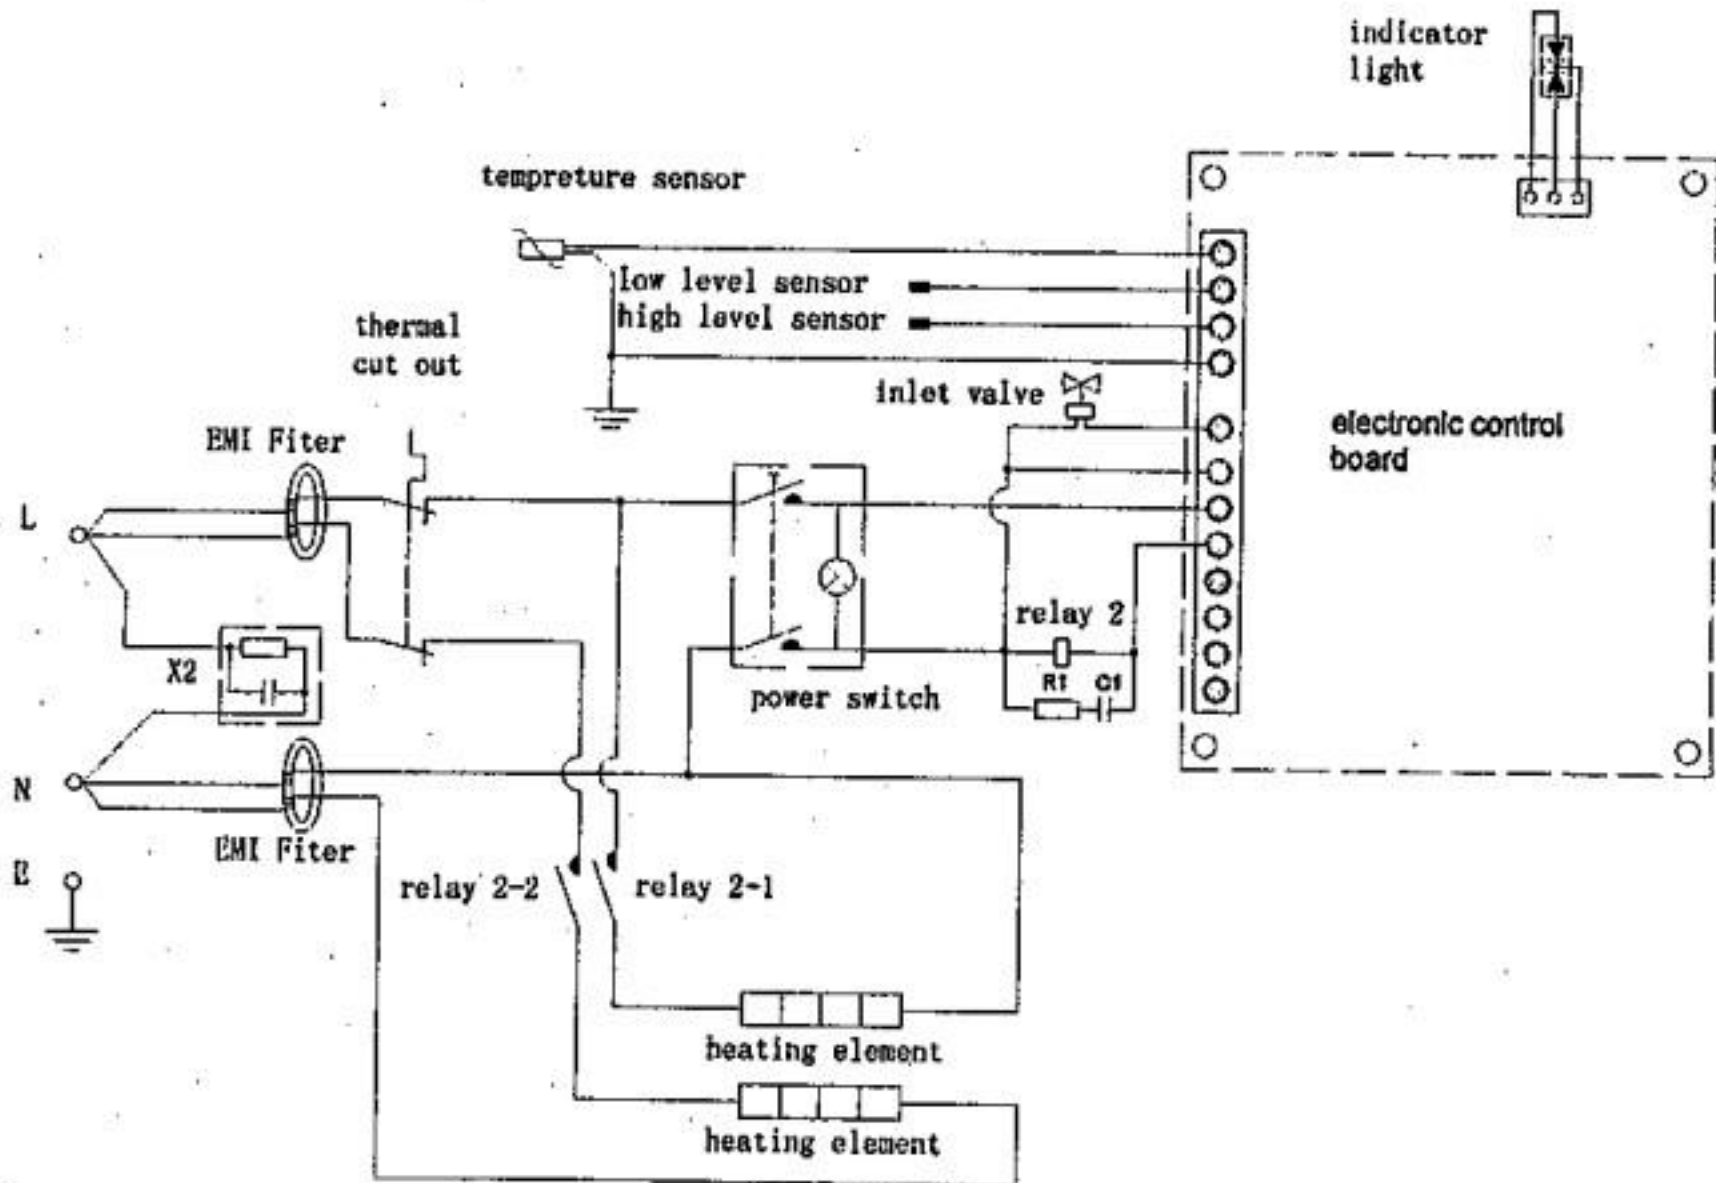 indicator
light
tempreture sensor
low level sensor
high level sensor
thermal
cut out
inlet valve
EMI Fiter
electronic control
board
L
relay 2
X2
R1 C1
power switch
N
EMI Fiter
E
relay 2-2
relay 2-1
heating element
heating element